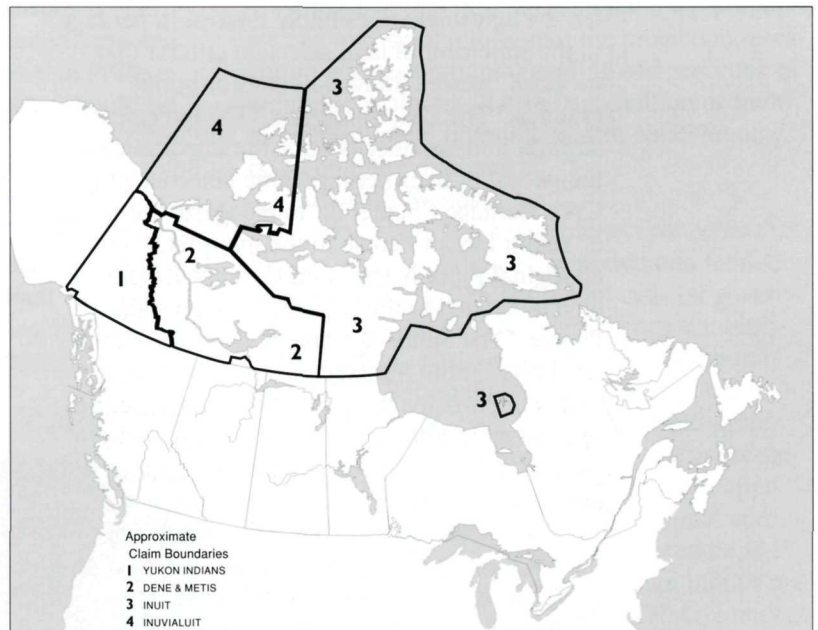 3
4
4
2
1
3
3
2
3
Approximate
Claim Boundaries
1 YUKON INDIANS
2 DENE & METIS
3 INUIT
4 INUVIALUIT